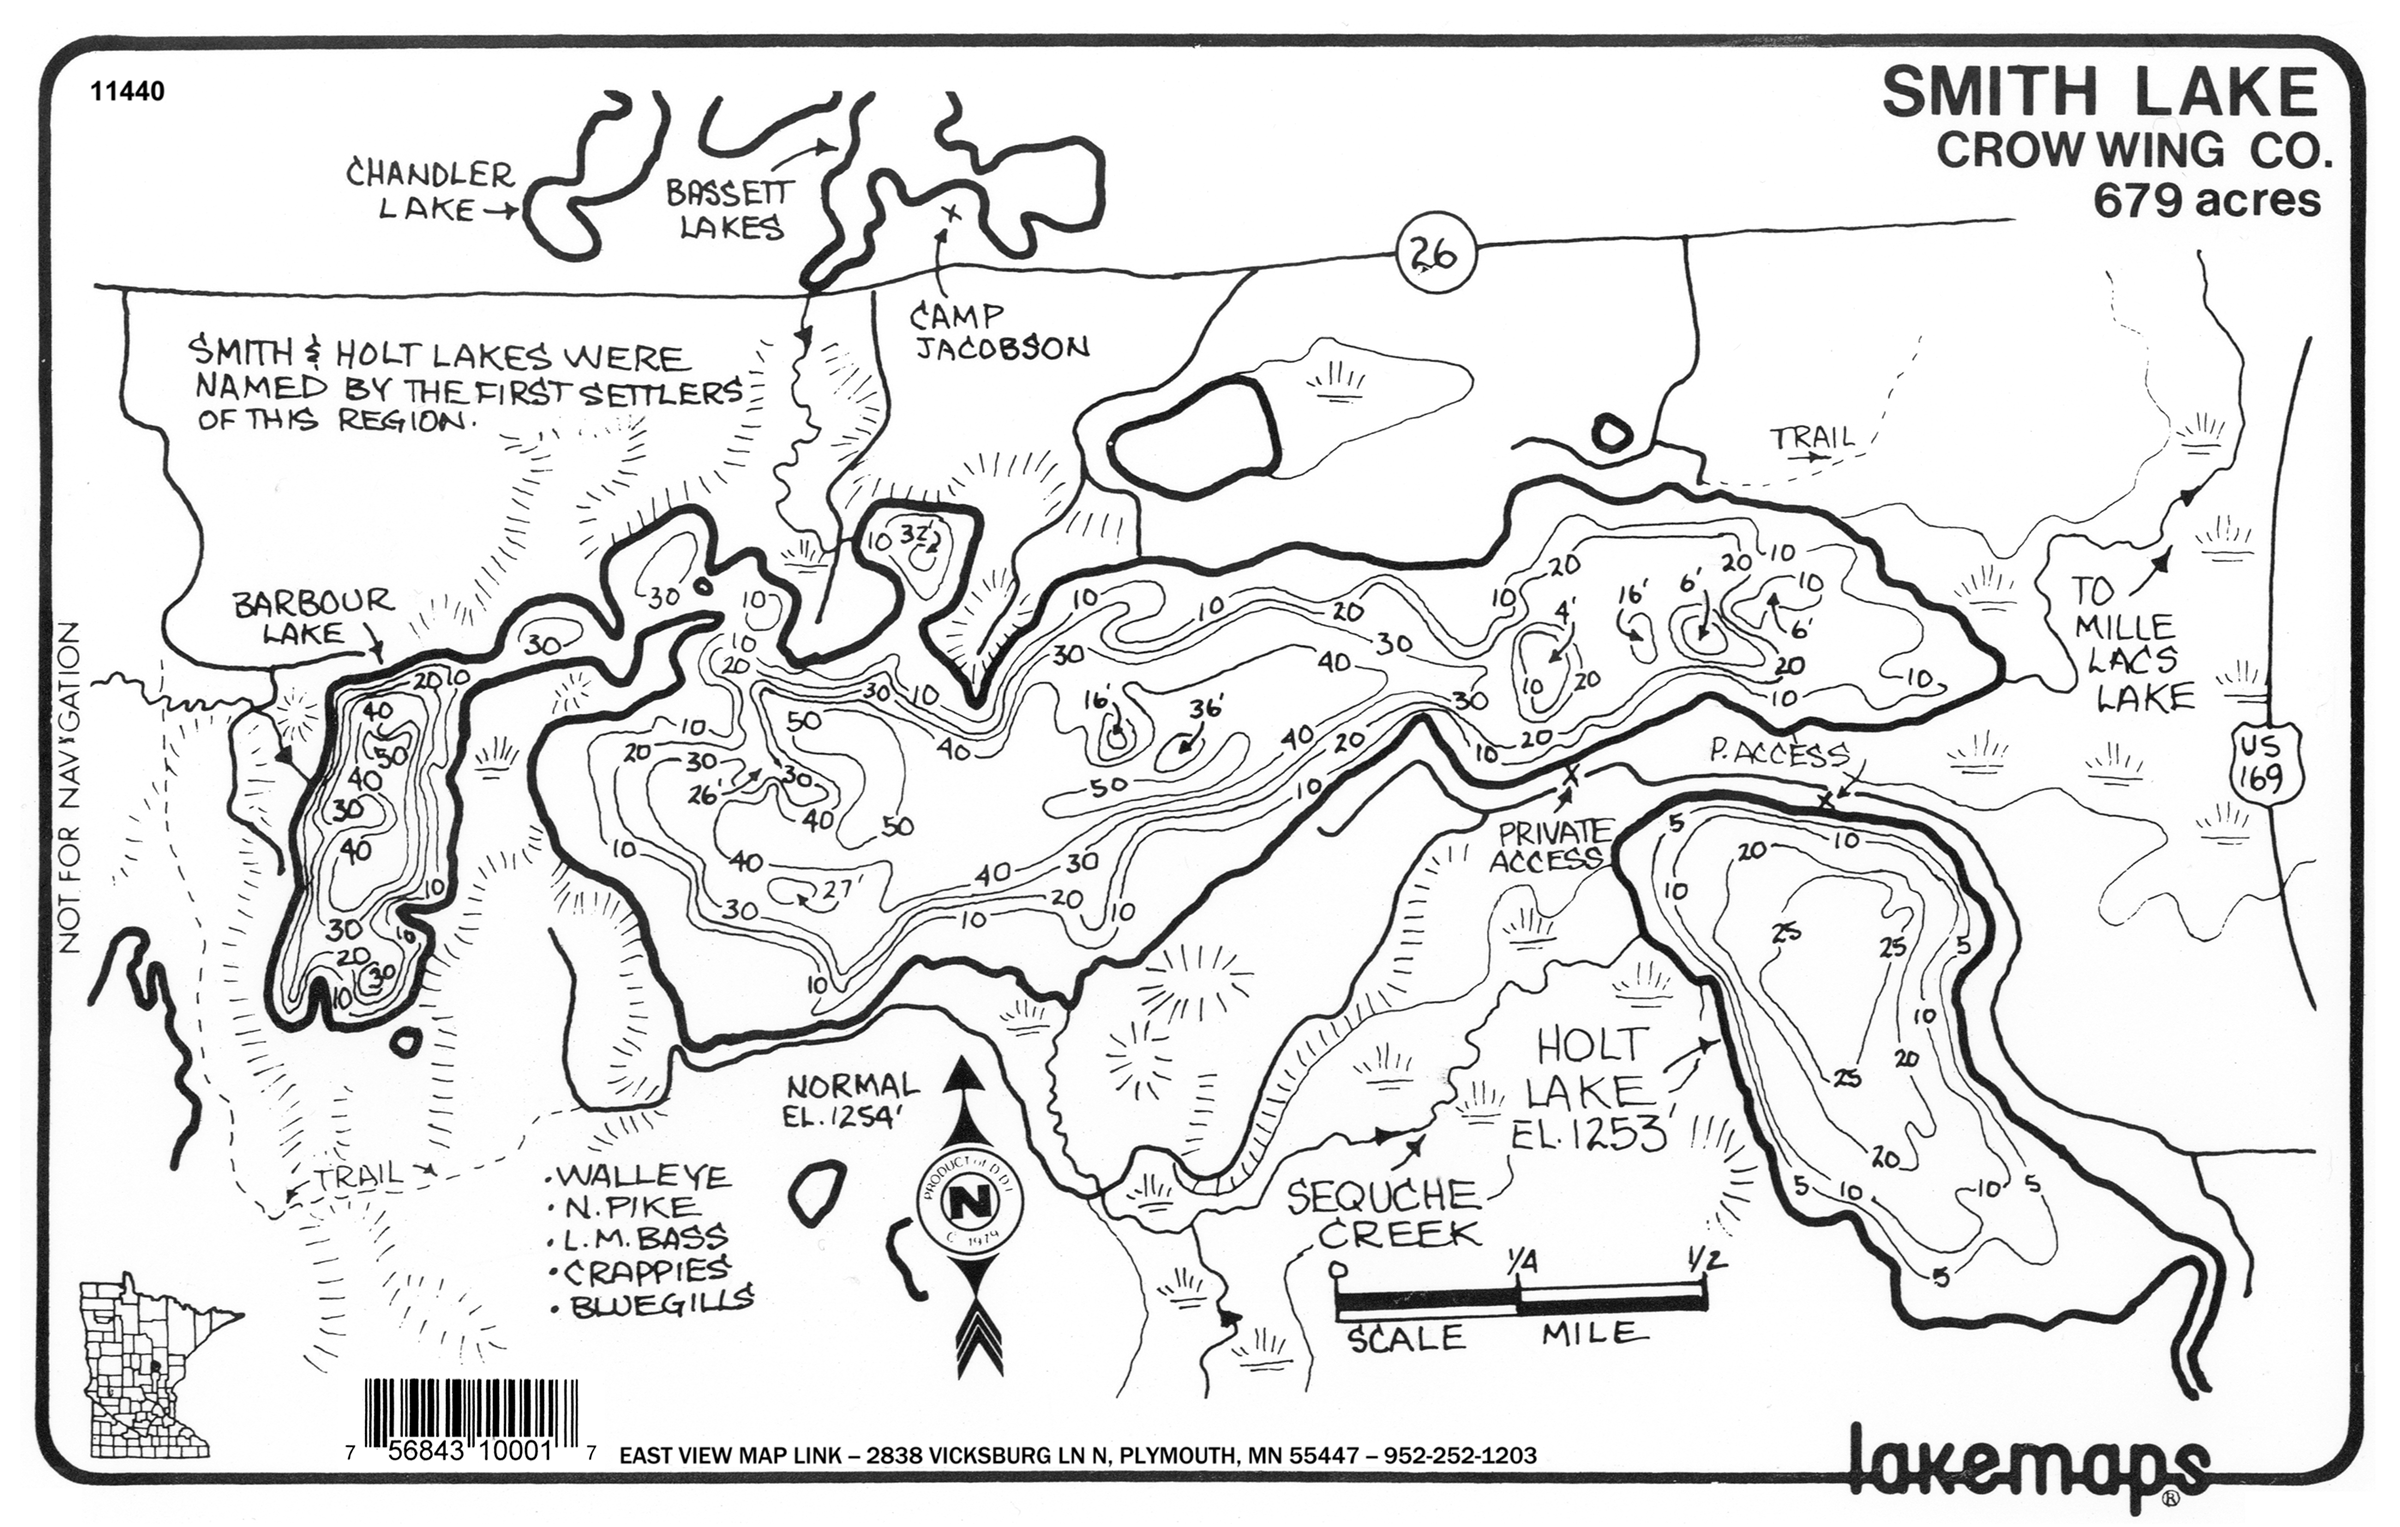 11440
SMITH LAKE
CROW WING CO.
679 acres
CHANDLER
LAKE
BASSETT
LAKES
26
CAMP
JACOBSON
SMITH & HOLT LAKES WERE
NAMED BY THE FIRST SETTLERS
OF THIS REGION.
TRAIL
BARBOUR
LAKE
TO
MILLE
LACS
LAKE
US
169
P. ACCESS
PRIVATE
ACCESS
NOT FOR NAVIGATION
10 32'
30
10
30
10
20
30 10
40
50
10
10
20
30
40
16'
36'
50
40
20
30
10
20
10
20
4'
16'
6'
20
10
10
6'
20
10
10
10
20
10
20
20 10
40
50
40
30
40
10
30
10
20
30
10
10
20
30
26'
30
40
50
10
40
27'
30
10
40
30
20
10
10
10
5
10
20
10
25
25
5
10
20
25
20
5
10
10
5
5
HOLT
LAKE
EL. 1253'
NORMAL
EL. 1254'
SEQUCHE
CREEK
TRAIL
PRODUCT of D.D.I
N
C 1979
• WALLEYE
• N. PIKE
• L.M. BASS
• CRAPPIES
• BLUEGILLS
0 1/4 1/2
SCALE MILE
7 56843 10001 7
EAST VIEW MAP LINK – 2838 VICKSBURG LN N, PLYMOUTH, MN 55447 – 952-252-1203
lakemaps®